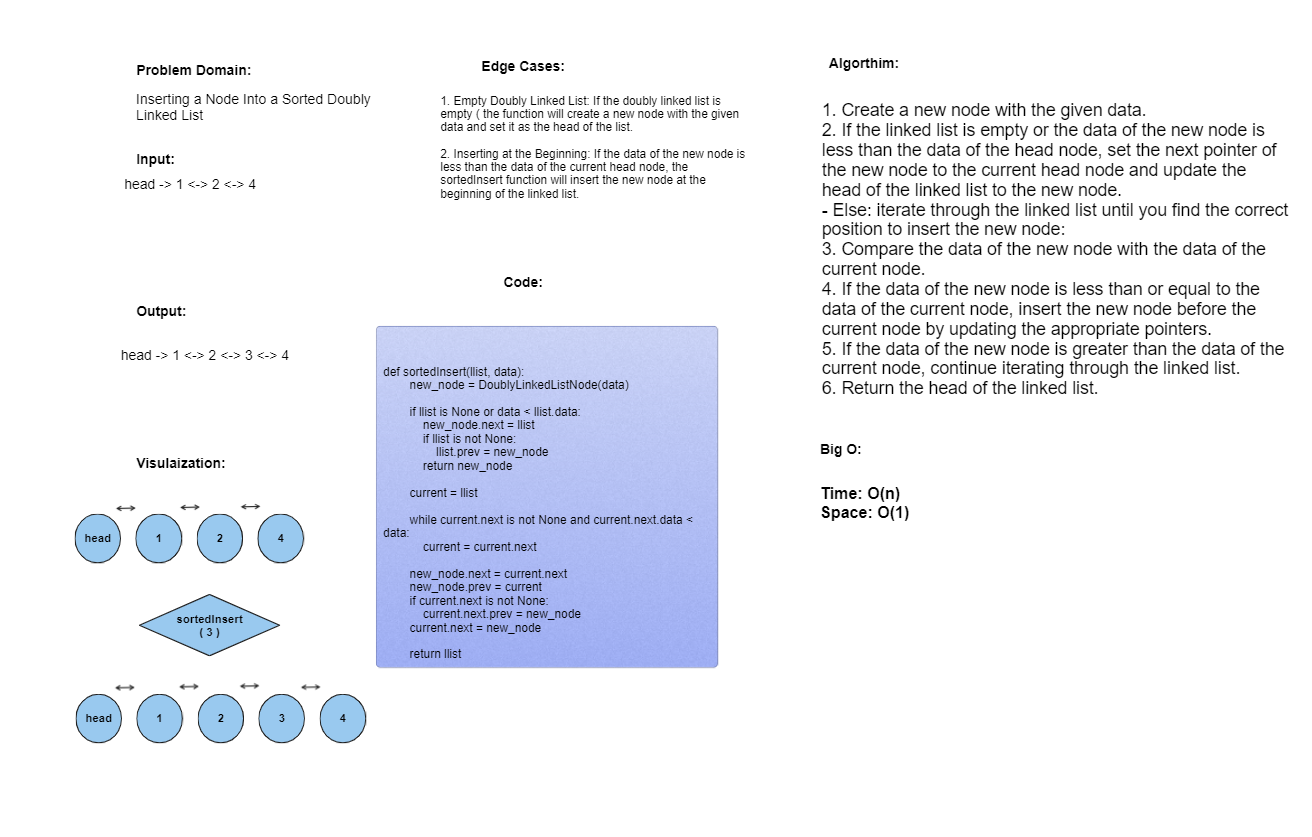 Problem Domain:
Inserting a Node Into a Sorted Doubly
Linked List
Input:
head -> 1 <-> 2 <-> 4
Output:
head -> 1 <-> 2 <-> 3 <-> 4
Visulaization:
head
1
2
4
sortedInsert
( 3 )
head
1
2
3
4
Edge Cases:
1. Empty Doubly Linked List: If the doubly linked list is
empty ( the function will create a new node with the given
data and set it as the head of the list.
2. Inserting at the Beginning: If the data of the new node is
less than the data of the current head node, the
sortedInsert function will insert the new node at the
beginning of the linked list.
Code:
def sortedInsert(llist, data):
new_node = DoublyLinkedListNode(data)
if llist is None or data < llist.data:
new_node.next = llist
if llist is not None:
llist.prev = new_node
return new_node
current = llist
while current.next is not None and current.next.data <
data:
current = current.next
new_node.next = current.next
new_node.prev = current
if current.next is not None:
current.next.prev = new_node
current.next = new_node
return llist
Algorthim:
1. Create a new node with the given data.
2. If the linked list is empty or the data of the new node is
less than the data of the head node, set the next pointer of
the new node to the current head node and update the
head of the linked list to the new node.
- Else: iterate through the linked list until you find the correct
position to insert the new node:
3. Compare the data of the new node with the data of the
current node.
4. If the data of the new node is less than or equal to the
data of the current node, insert the new node before the
current node by updating the appropriate pointers.
5. If the data of the new node is greater than the data of the
current node, continue iterating through the linked list.
6. Return the head of the linked list.
Big O:
Time: O(n)
Space: O(1)